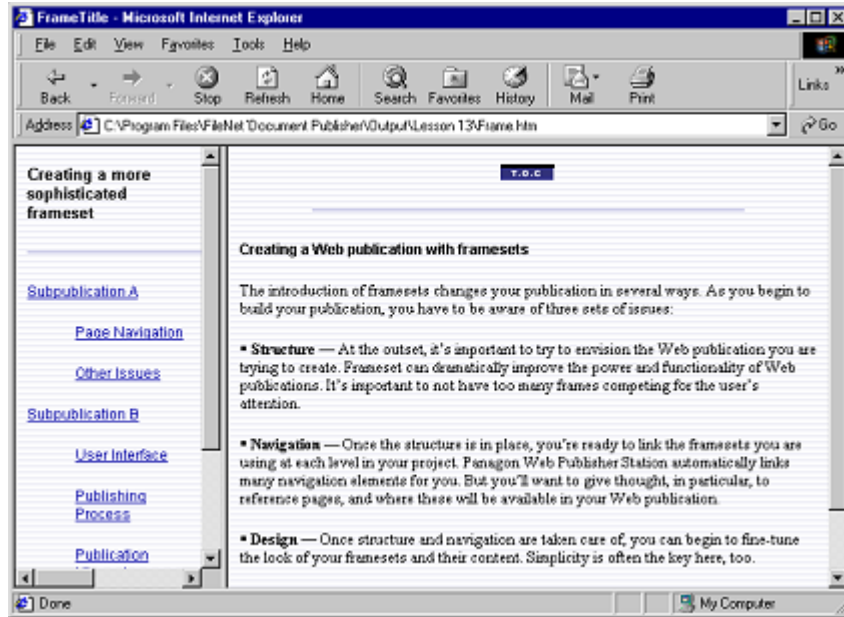 FrameTitle - Microsoft Internet Explorer
File Edit View Favorites Tools Help
Back Forward Stop Refresh Home Search Favorites History Mail Print Links »
Address C:\Program Files\FileNet\Document Publisher\Output\Lesson 13\Frame.htm Go
Creating a more
sophisticated
frameset
Subpublication A
Page Navigation
Other Issues
Subpublication B
User Interface
Publishing
Process
Publication
T.O.C
Creating a Web publication with framesets
The introduction of framesets changes your publication in several ways. As you begin to
build your publication, you have to be aware of three sets of issues:
▪ Structure — At the outset, it's important to try to envision the Web publication you are
trying to create. Frameset can dramatically improve the power and functionality of Web
publications. It's important to not have too many frames competing for the user's
attention.
▪ Navigation — Once the structure is in place, you're ready to link the framesets you are
using at each level in your project. Panagon Web Publisher Station automatically links
many navigation elements for you. But you'll want to give thought, in particular, to
reference pages, and where these will be available in your Web publication.
▪ Design — Once structure and navigation are taken care of, you can begin to fine-tune
the look of your framesets and their content. Simplicity is often the key here, too.
Done My Computer